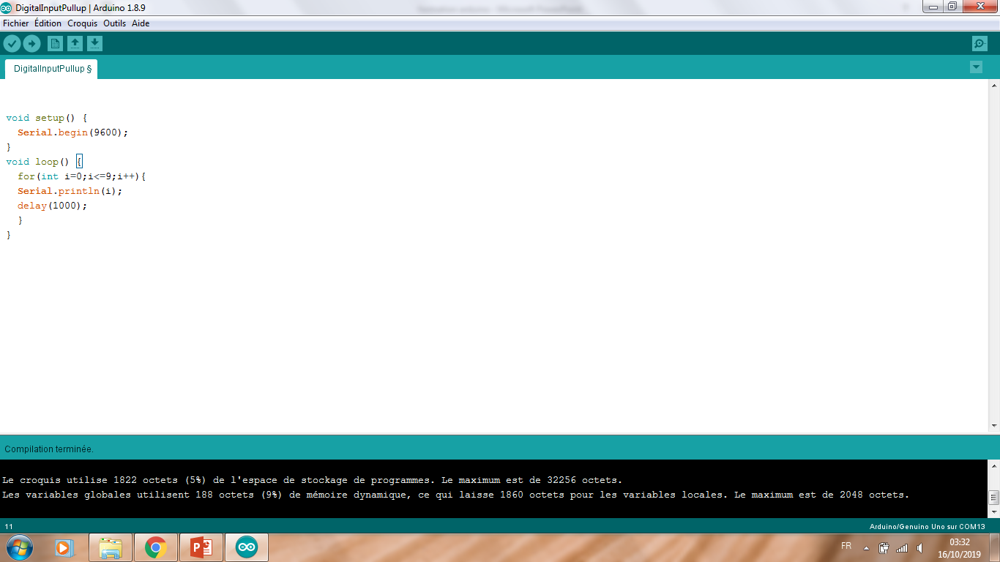 DigitalInputPullup | Arduino 1.8.9
Fichier Édition Croquis Outils Aide
DigitalInputPullup §
void setup() {
  Serial.begin(9600);
}
void loop() {
  for(int i=0;i<=9;i++){
  Serial.println(i);
  delay(1000);
  }
}
Compilation terminée.
Le croquis utilise 1822 octets (5%) de l'espace de stockage de programmes. Le maximum est de 32256 octets.
Les variables globales utilisent 188 octets (9%) de mémoire dynamique, ce qui laisse 1860 octets pour les variables locales. Le maximum est de 2048 octets.
11
Arduino/Genuino Uno sur COM13
FR
03:32
16/10/2019